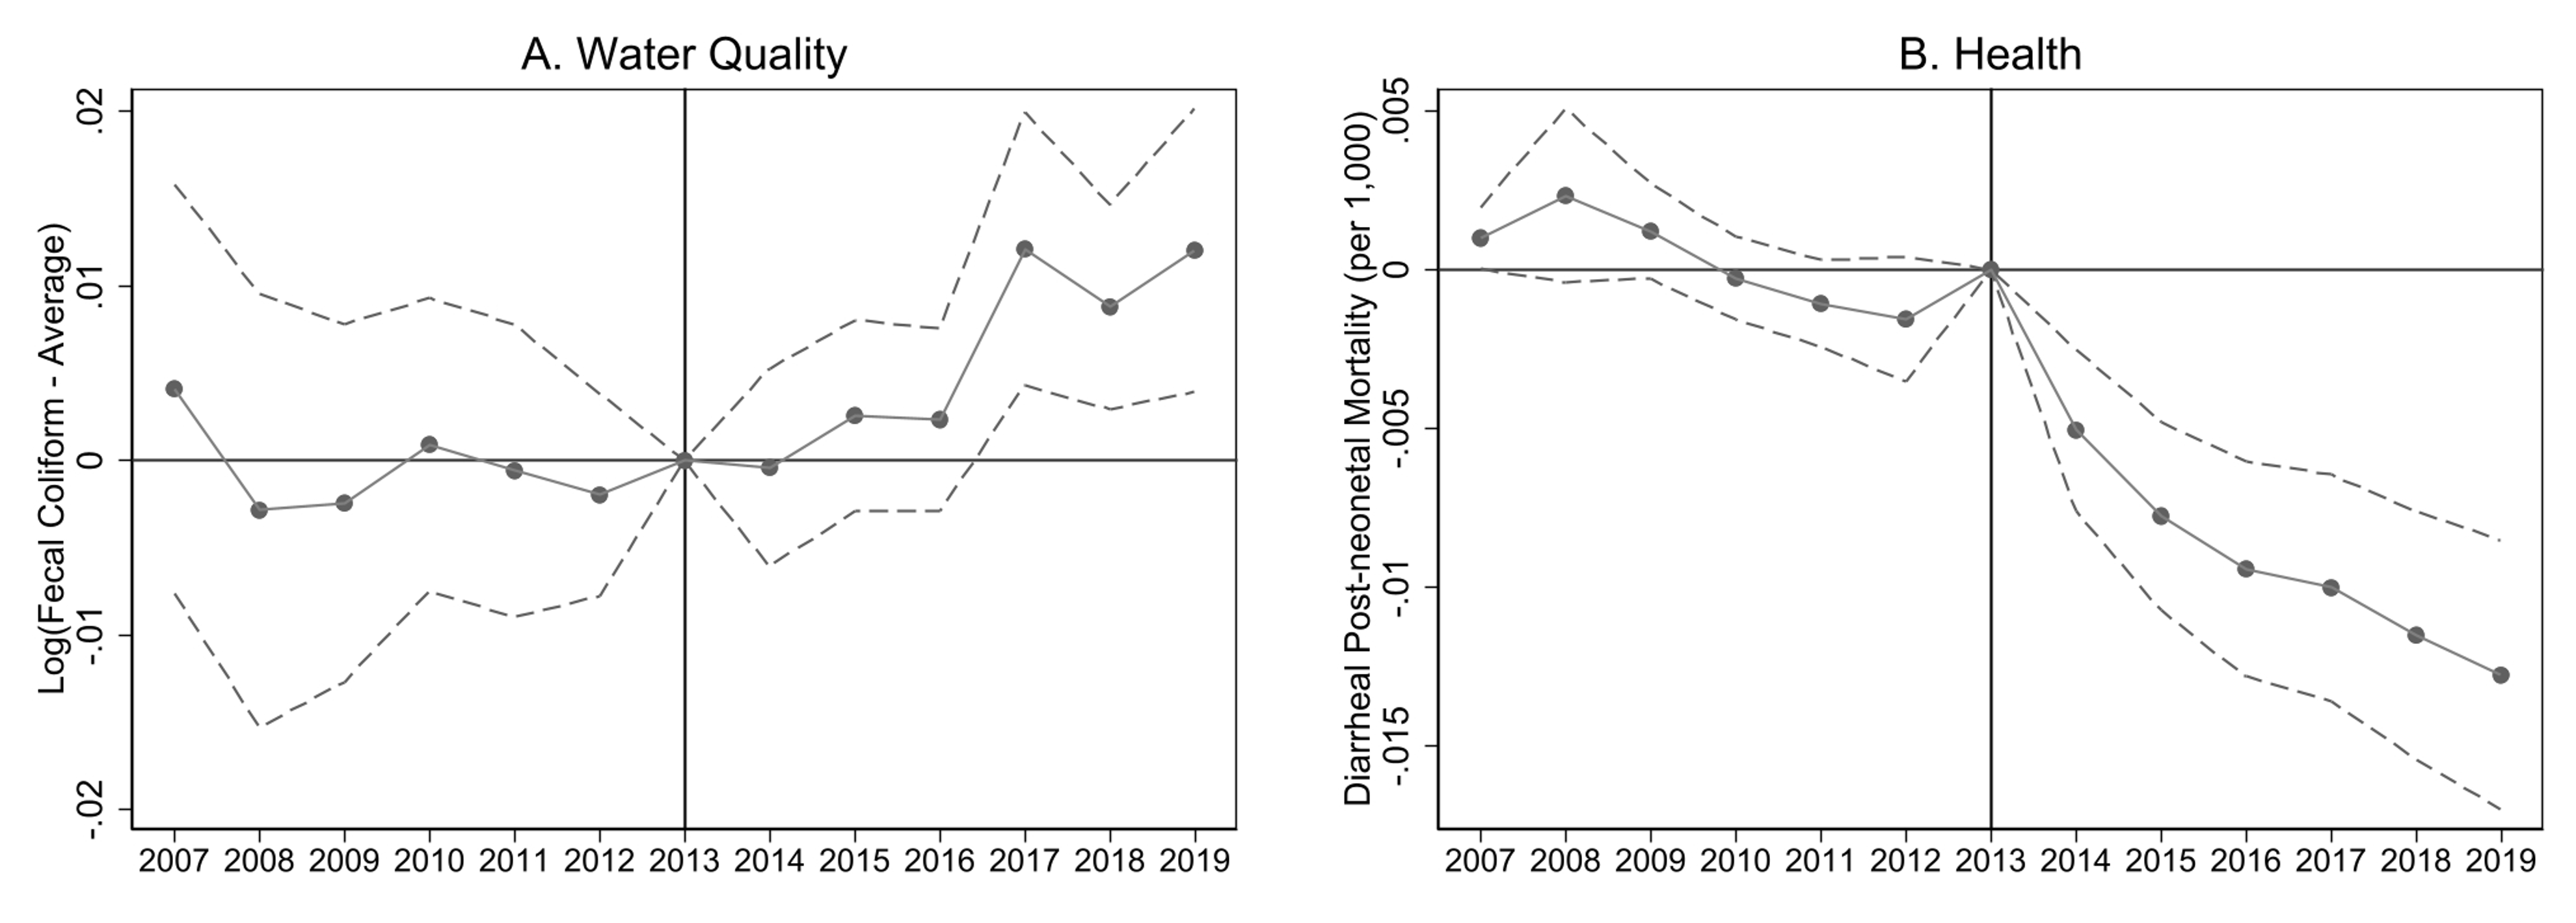 A. Water Quality
Log(Fecal Coliform - Average)
.02
.01
0
-.01
-.02
2007 2008 2009 2010 2011 2012 2013 2014 2015 2016 2017 2018 2019
B. Health
Diarrheal Post-neonetal Mortality (per 1,000)
.005
0
-.005
-.01
-.015
2007 2008 2009 2010 2011 2012 2013 2014 2015 2016 2017 2018 2019